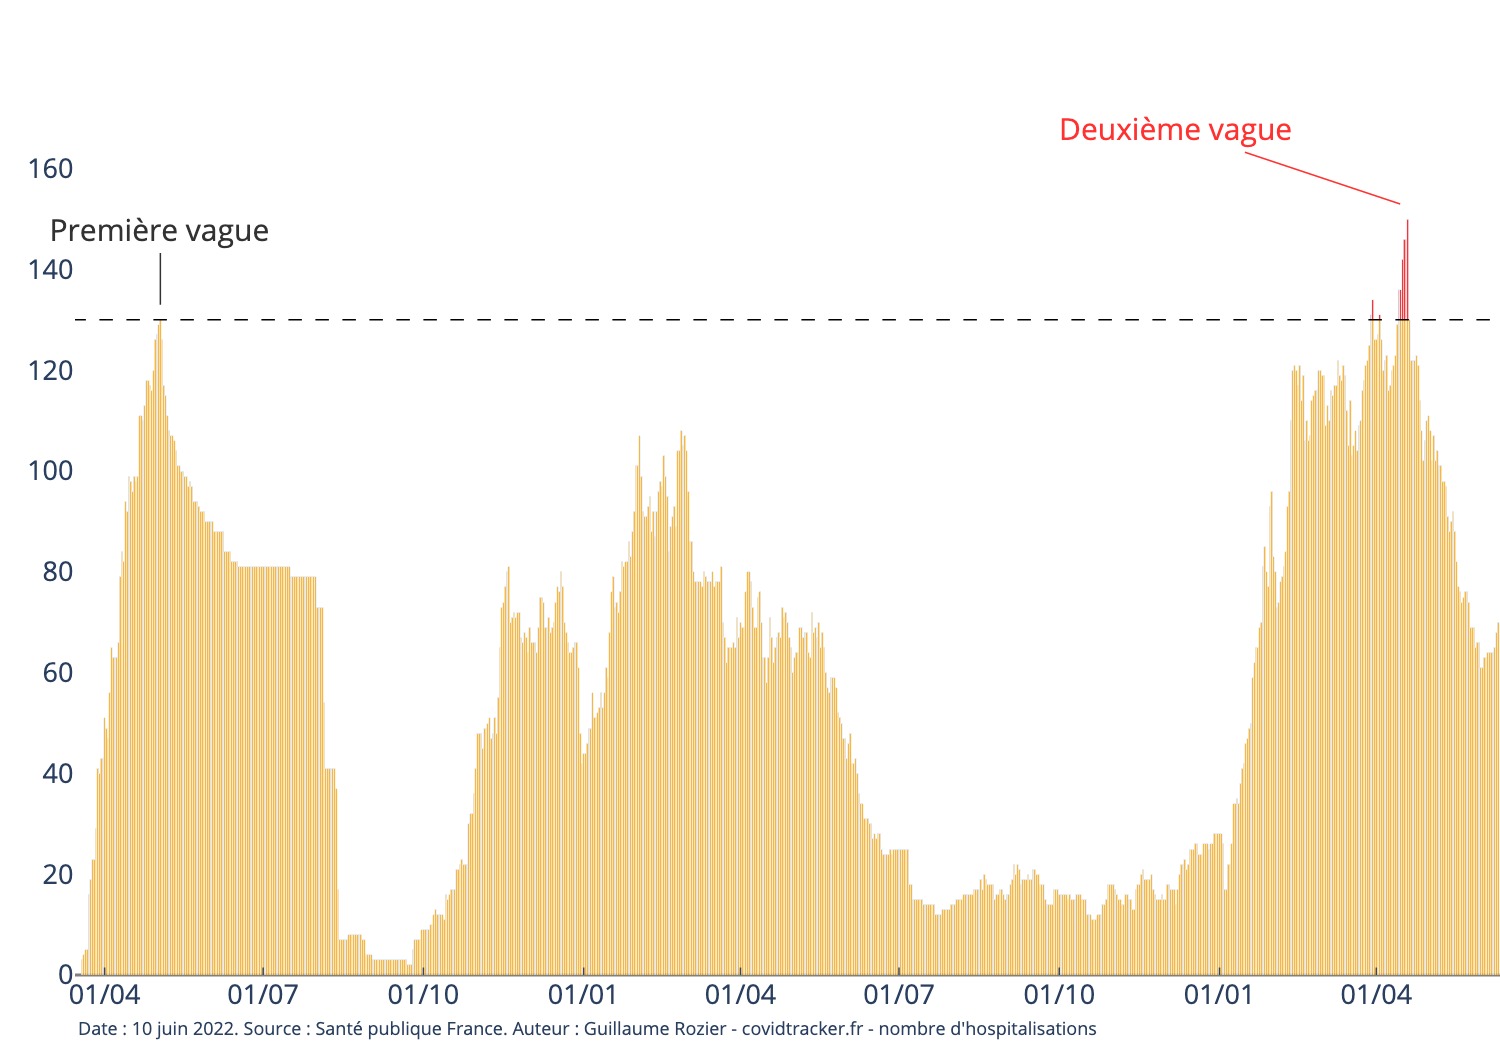 Deuxième vague
160
Première vague
140
120
100
80
60
40
20
0
01/04 01/07 01/10 01/01 01/04 01/07 01/10 01/01 01/04
Date : 10 juin 2022. Source : Santé publique France. Auteur : Guillaume Rozier - covidtracker.fr - nombre d'hospitalisations